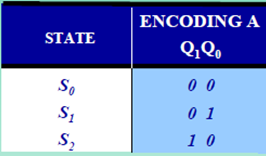 STATE ENCODING A
Q₁Q₀
S₀ 0 0
S₁ 0 1
S₂ 1 0